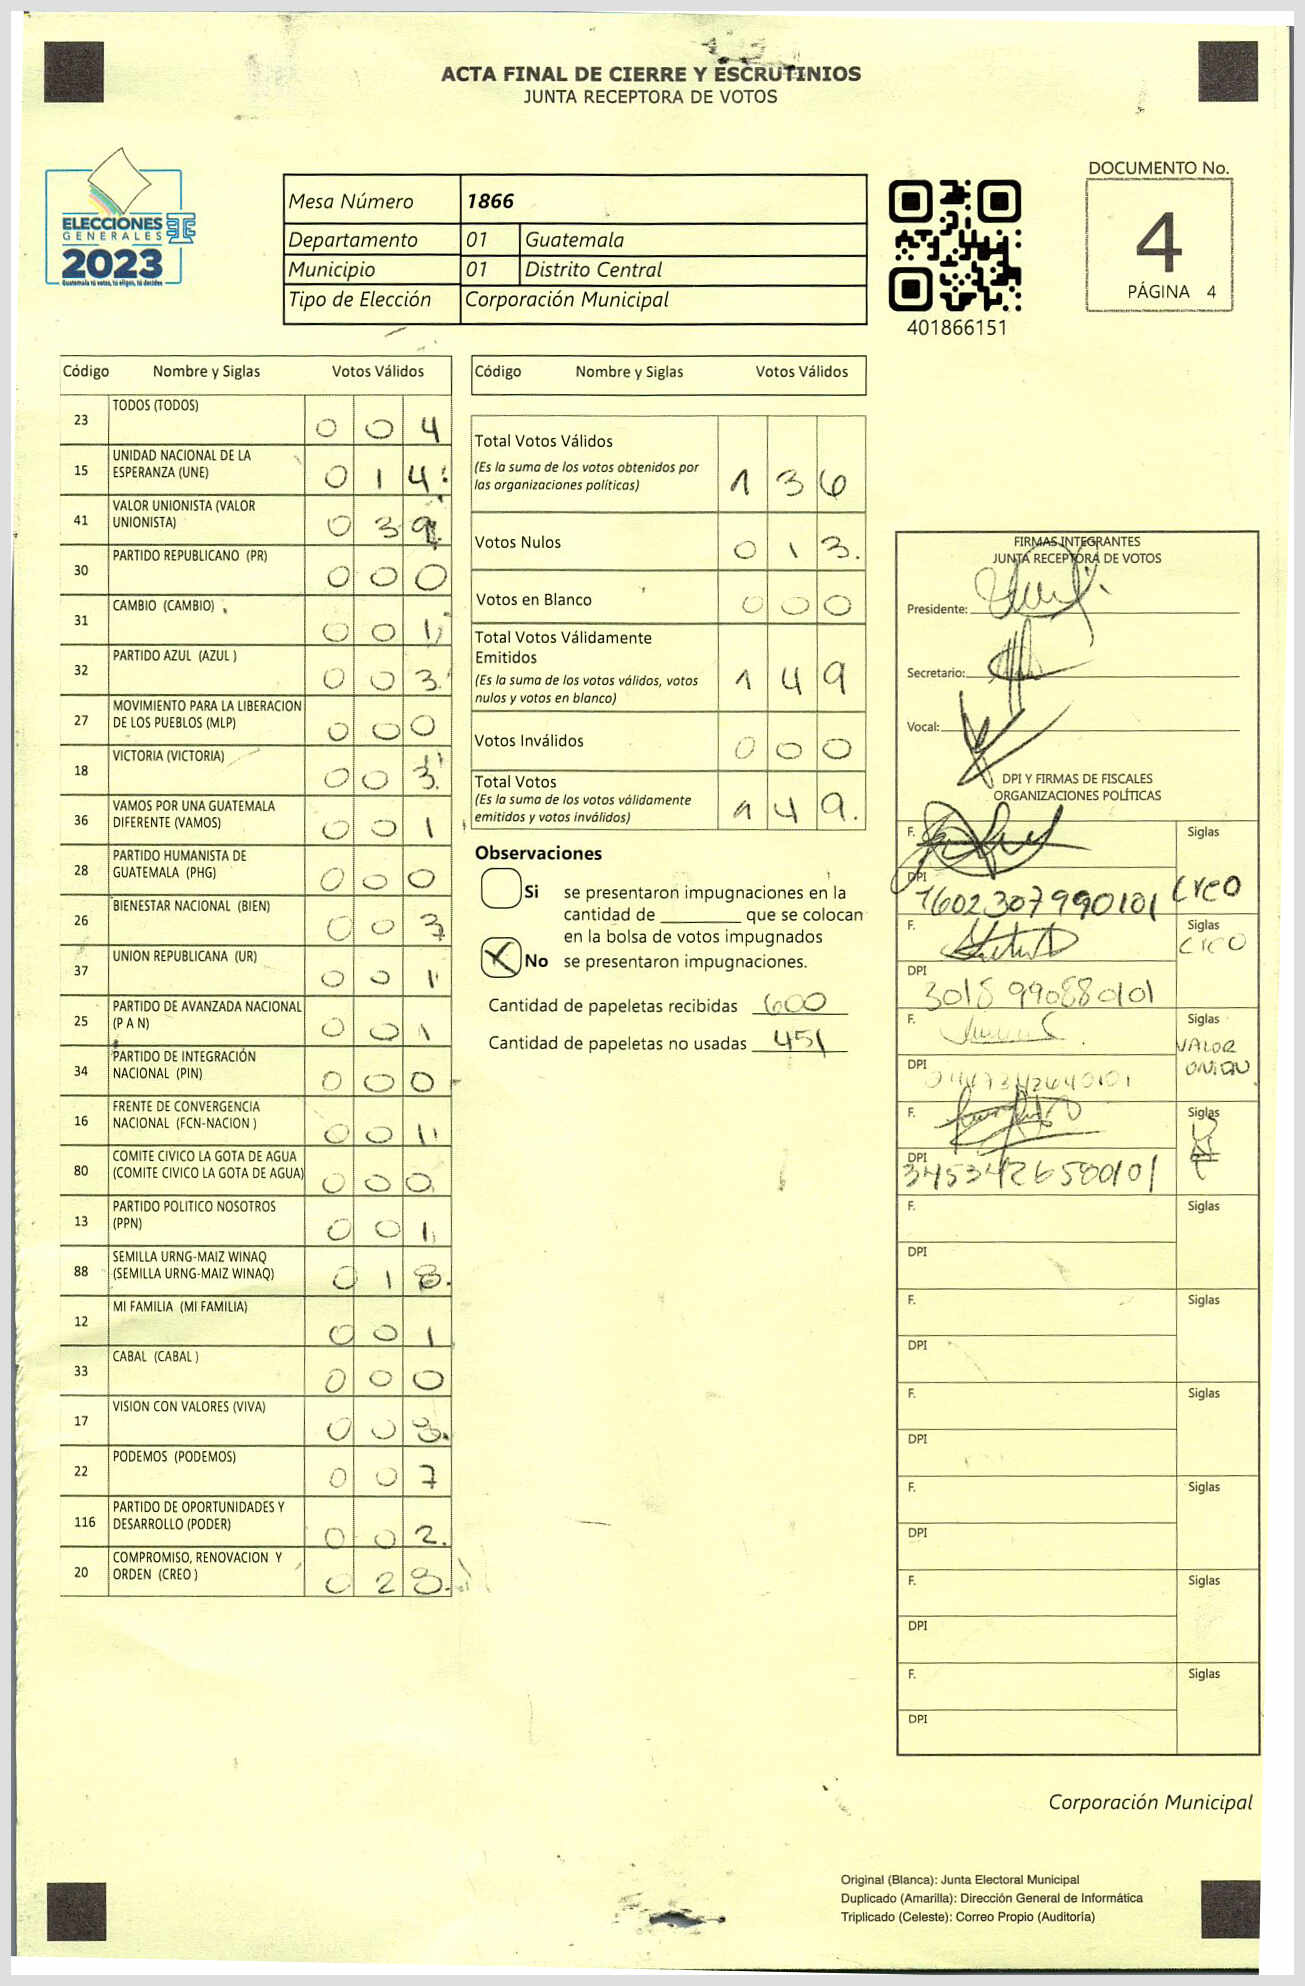 ACTA FINAL DE CIERRE Y ESCRUTINIOS
JUNTA RECEPTORA DE VOTOS
ELECCIONES
GENERALES
2023
Guatemala tú votas, tú eliges, tú decides
Mesa Número 1866
Departamento 01 Guatemala
Municipio 01 Distrito Central
Tipo de Elección Corporación Municipal
401866151
DOCUMENTO No.
4
PÁGINA 4
Código Nombre y Siglas Votos Válidos
23 TODOS (TODOS) 0 0 4
15 UNIDAD NACIONAL DE LA ESPERANZA (UNE) 0 1 4
41 VALOR UNIONISTA (VALOR UNIONISTA) 0 3 9
30 PARTIDO REPUBLICANO (PR) 0 0 0
31 CAMBIO (CAMBIO) 0 0 1
32 PARTIDO AZUL (AZUL ) 0 0 3
27 MOVIMIENTO PARA LA LIBERACION DE LOS PUEBLOS (MLP) 0 0 0
18 VICTORIA (VICTORIA) 0 0 3
36 VAMOS POR UNA GUATEMALA DIFERENTE (VAMOS) 0 0 1
28 PARTIDO HUMANISTA DE GUATEMALA (PHG) 0 0 0
26 BIENESTAR NACIONAL (BIEN) 0 0 3
37 UNION REPUBLICANA (UR) 0 0 1
25 PARTIDO DE AVANZADA NACIONAL (P A N) 0 0 1
34 PARTIDO DE INTEGRACIÓN NACIONAL (PIN) 0 0 0
16 FRENTE DE CONVERGENCIA NACIONAL (FCN-NACION ) 0 0 1
80 COMITE CIVICO LA GOTA DE AGUA (COMITE CIVICO LA GOTA DE AGUA) 0 0 0
13 PARTIDO POLITICO NOSOTROS (PPN) 0 0 1
88 SEMILLA URNG-MAIZ WINAQ (SEMILLA URNG-MAIZ WINAQ) 0 1 8
12 MI FAMILIA (MI FAMILIA) 0 0 1
33 CABAL (CABAL ) 0 0 0
17 VISION CON VALORES (VIVA) 0 0 8
22 PODEMOS (PODEMOS) 0 0 7
116 PARTIDO DE OPORTUNIDADES Y DESARROLLO (PODER) 0 0 2
20 COMPROMISO, RENOVACION Y ORDEN (CREO ) 0 2 8
Código Nombre y Siglas Votos Válidos
Total Votos Válidos 1 3 6
(Es la suma de los votos obtenidos por
las organizaciones políticas)
Votos Nulos 0 1 3
Votos en Blanco 0 0 0
Total Votos Válidamente
Emitidos 1 4 9
(Es la suma de los votos válidos, votos
nulos y votos en blanco)
Votos Inválidos 0 0 0
Total Votos 1 4 9
(Es la suma de los votos válidamente
emitidos y votos inválidos)
Observaciones
Si se presentaron impugnaciones en la
cantidad de ________ que se colocan
en la bolsa de votos impugnados
X No se presentaron impugnaciones.
Cantidad de papeletas recibidas 600
Cantidad de papeletas no usadas 451
FIRMAS INTEGRANTES
JUNTA RECEPTORA DE VOTOS
Presidente:
Secretario:
Vocal:
DPI Y FIRMAS DE FISCALES
ORGANIZACIONES POLÍTICAS
F. Siglas
DPI 1602307990101 Creo
F. Siglas
CREO
DPI 3018990880101
F. Siglas
VALOR
UNION
DPI
F. Siglas
DPI 3453426580101
F. Siglas
DPI
F. Siglas
DPI
F. Siglas
DPI
F. Siglas
DPI
F. Siglas
DPI
F. Siglas
DPI
Corporación Municipal
Original (Blanca): Junta Electoral Municipal
Duplicado (Amarilla): Dirección General de Informática
Triplicado (Celeste): Correo Propio (Auditoría)